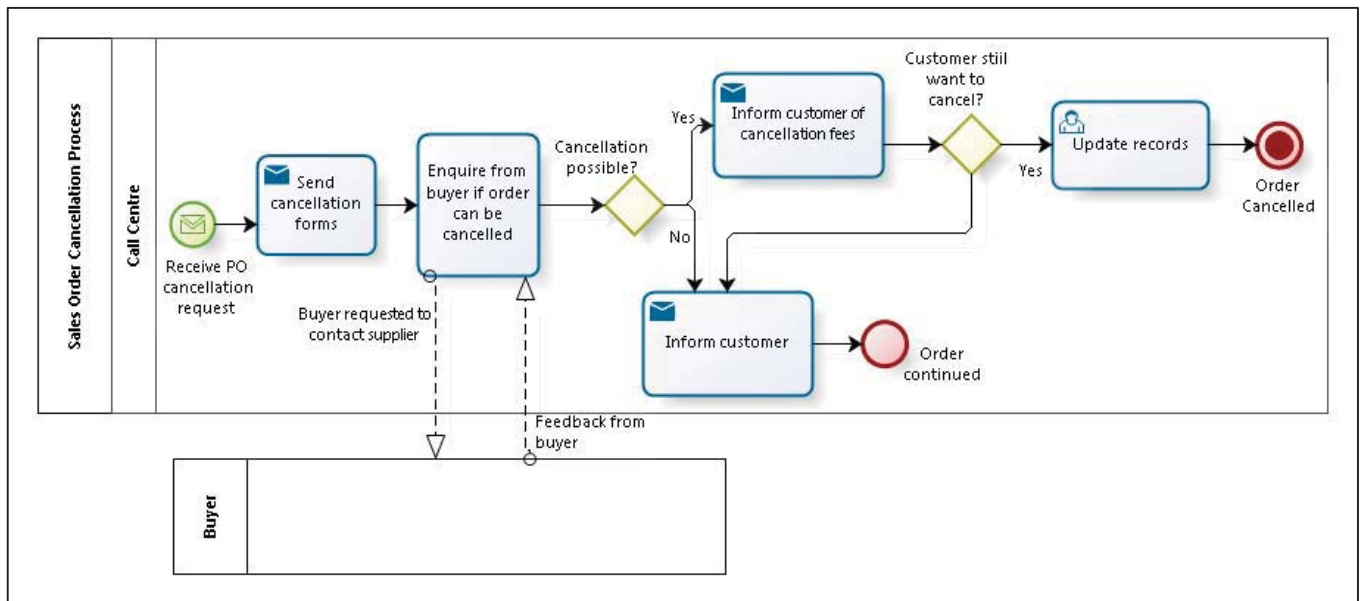 Sales Order Cancellation Process
Call Centre
Receive PO
cancellation
request
Send
cancellation
forms
Enquire from
buyer if order
can be
cancelled
Cancellation
possible?
Yes
No
Inform customer of
cancellation fees
Customer still
want to
cancel?
Yes
Update records
Order
Cancelled
Inform customer
Order
continued
Buyer requested to
contact supplier
Feedback from
buyer
Buyer